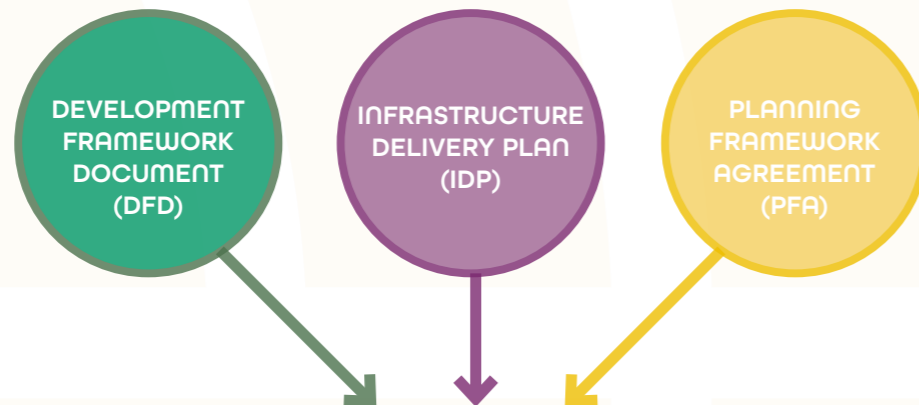 DEVELOPMENT
FRAMEWORK
DOCUMENT
(DFD)
INFRASTRUCTURE
DELIVERY PLAN
(IDP)
PLANNING
FRAMEWORK
AGREEMENT
(PFA)